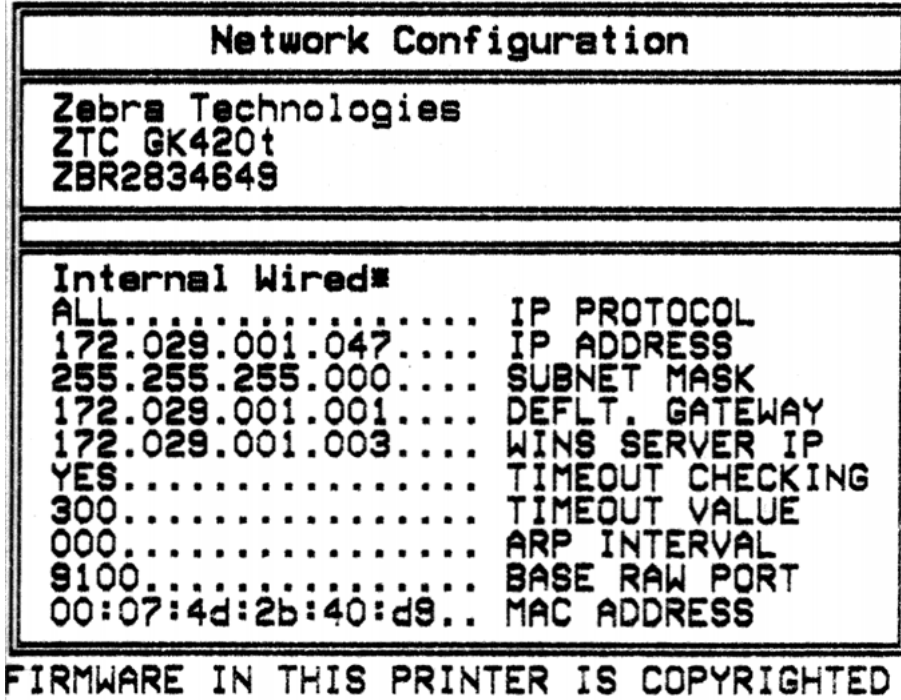 Network Configuration
Zebra Technologies
ZTC GK420t
ZBR2834649
Internal Wired*
ALL................. IP PROTOCOL
172.029.001.047.... IP ADDRESS
255.255.255.000.... SUBNET MASK
172.029.001.001.... DEFLT. GATEWAY
172.029.001.003.... WINS SERVER IP
YES................. TIMEOUT CHECKING
300................. TIMEOUT VALUE
000................. ARP INTERVAL
9100................ BASE RAW PORT
00:07:4d:2b:40:d9.. MAC ADDRESS
FIRMWARE IN THIS PRINTER IS COPYRIGHTED